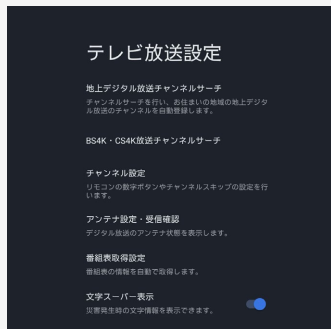 テレビ放送設定
地上デジタル放送チャンネルサーチ
チャンネルサーチを行い、お住まいの地域の地上デジタ
ル放送のチャンネルを自動登録します。
BS4K・CS4K放送チャンネルサーチ
チャンネル設定
リモコンの数字ボタンやチャンネルスキップの設定を行
います。
アンテナ設定・受信確認
デジタル放送のアンテナ状態を表示します。
番組表取得設定
番組表の情報を自動で取得します。
文字スーパー表示
災害発生時の文字情報を表示できます。